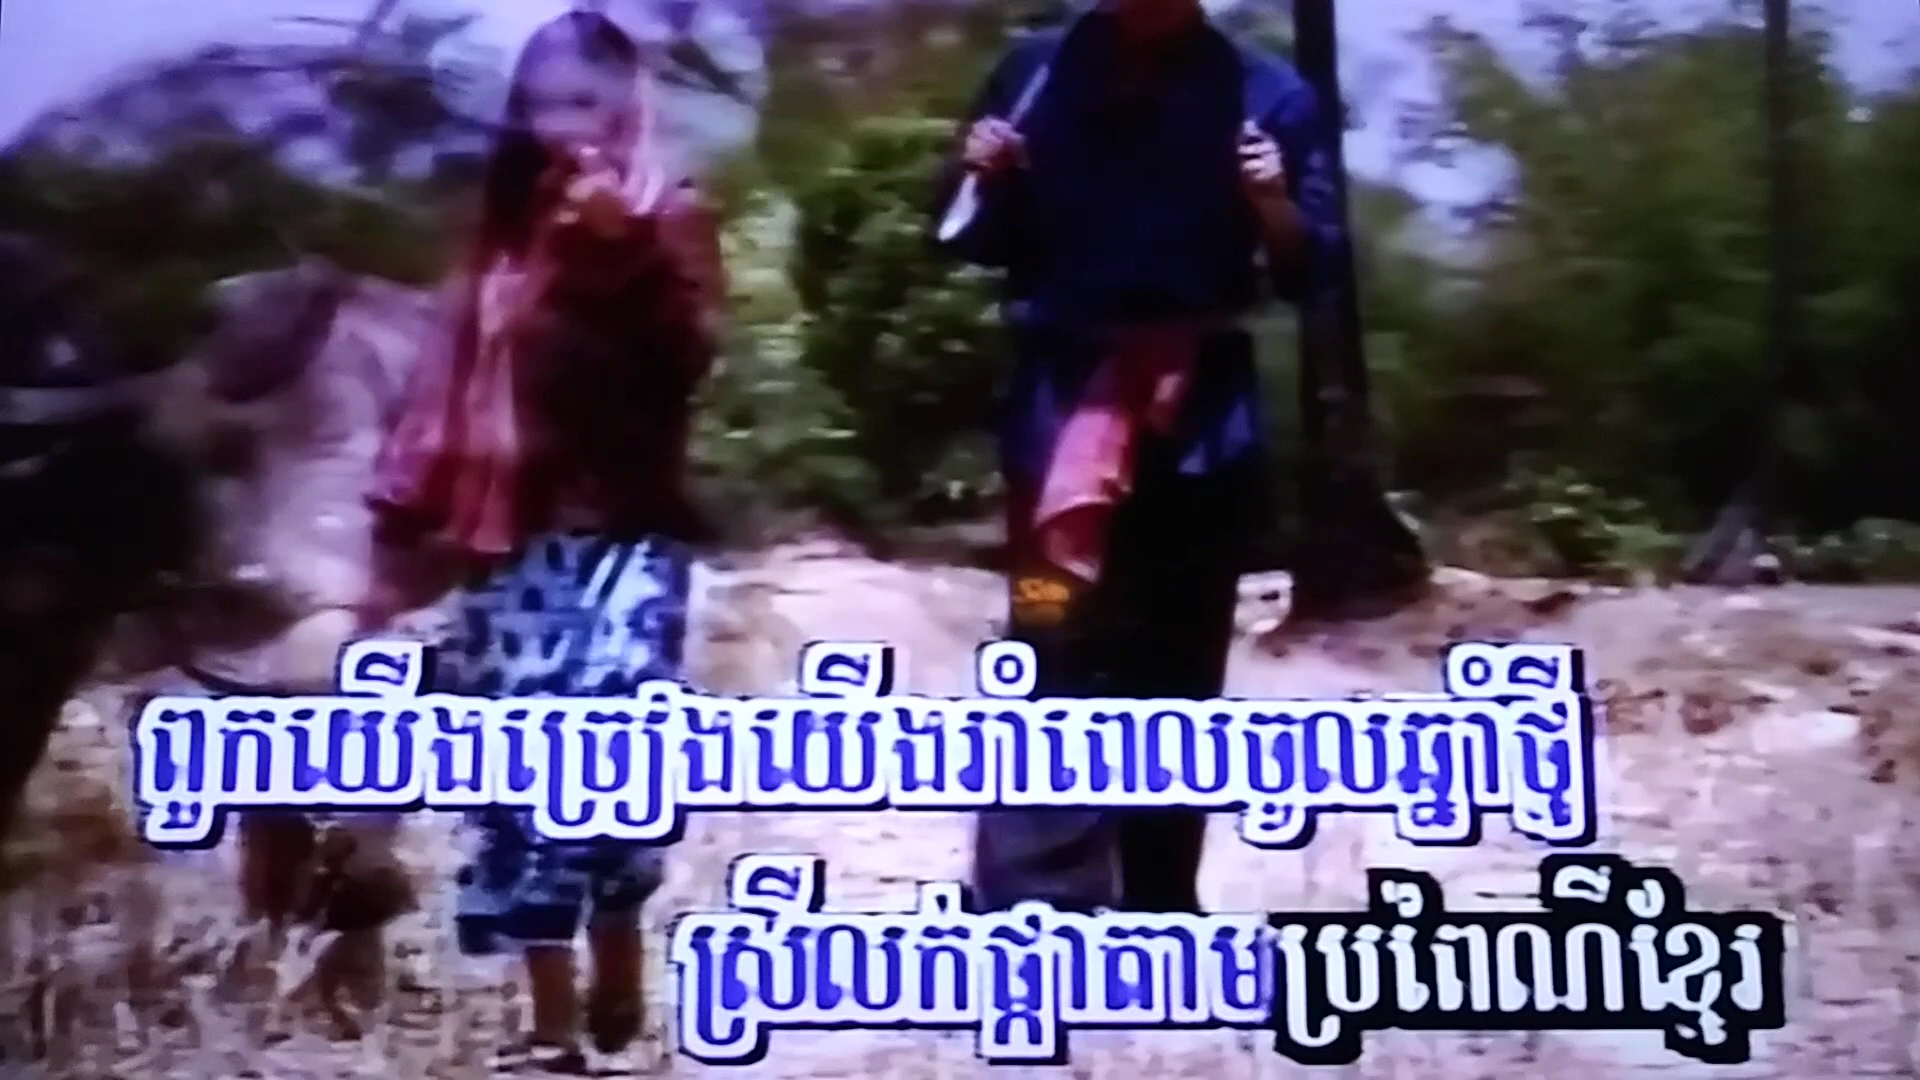 ពួកយើងច្រៀងយើងរាំពេលចូលឆ្នាំថ្មី
ស្រីលក់ផ្កាតាមប្រពៃណីខ្មែរ